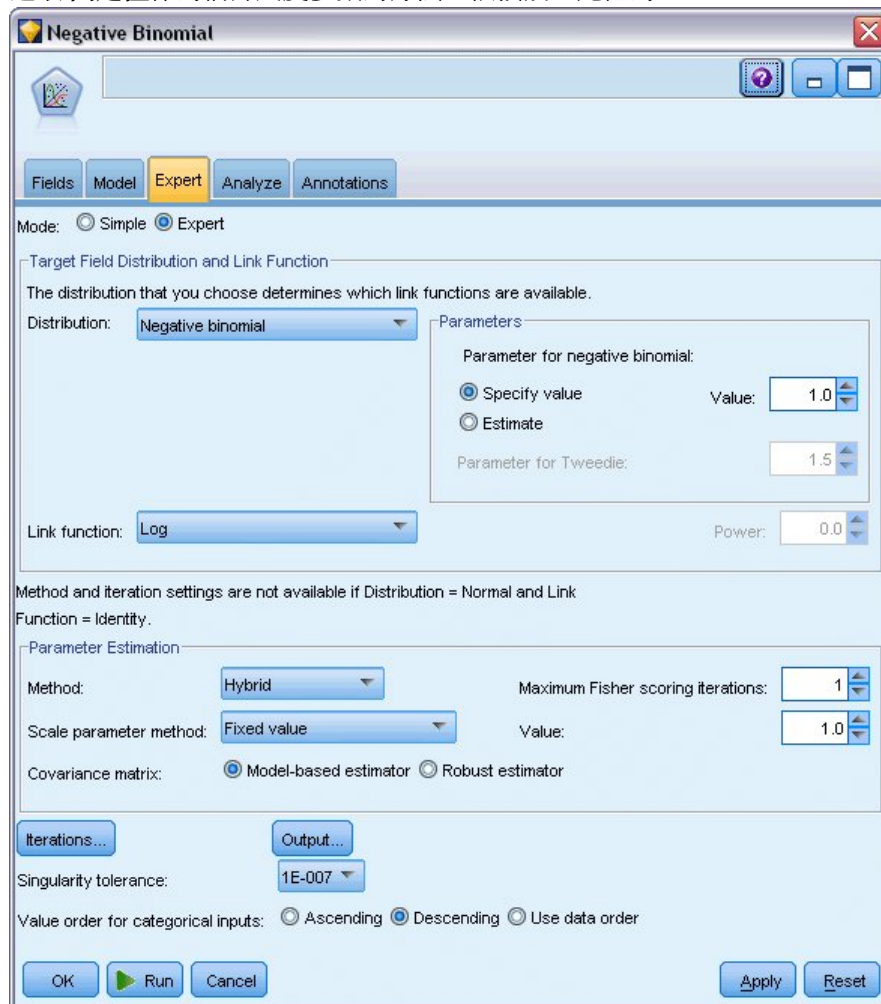 Negative Binomial
Fields Model Expert Analyze Annotations
Mode: Simple Expert
Target Field Distribution and Link Function
The distribution that you choose determines which link functions are available.
Distribution: Negative binomial
Parameters
Parameter for negative binomial:
Specify value Value: 1.0
Estimate
Parameter for Tweedie: 1.5
Link function: Log Power: 0.0
Method and iteration settings are not available if Distribution = Normal and Link
Function = Identity.
Parameter Estimation
Method: Hybrid Maximum Fisher scoring iterations: 1
Scale parameter method: Fixed value Value: 1.0
Covariance matrix: Model-based estimator Robust estimator
Iterations... Output...
Singularity tolerance: 1E-007
Value order for categorical inputs: Ascending Descending Use data order
OK Run Cancel Apply Reset